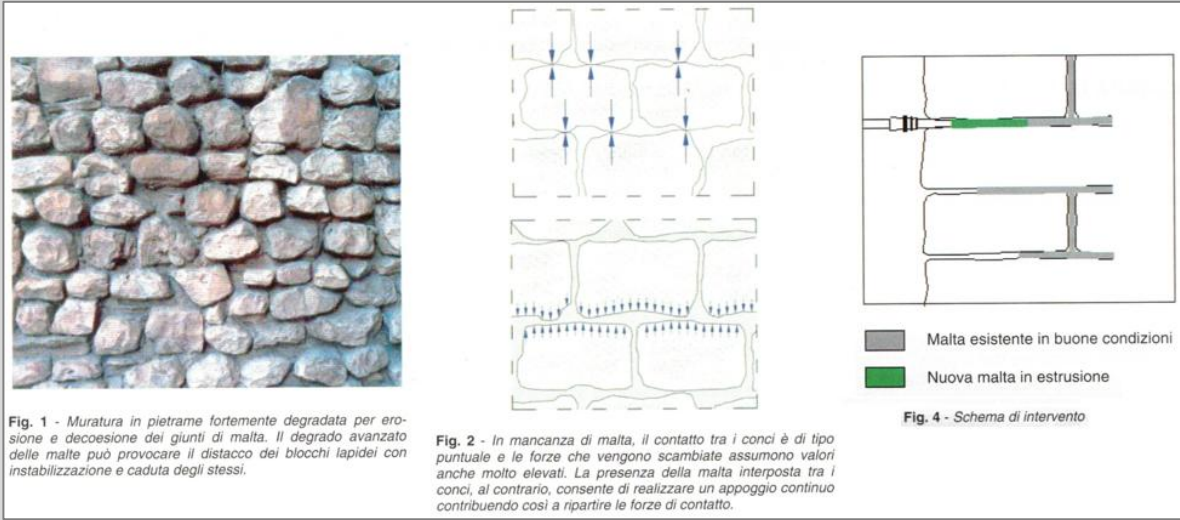 Fig. 1 - Muratura in pietrame fortemente degradata per ero-
sione e decoesione dei giunti di malta. Il degrado avanzato
delle malte può provocare il distacco dei blocchi lapidei con
instabilizzazione e caduta degli stessi.
Fig. 2 - In mancanza di malta, il contatto tra i conci è di tipo
puntuale e le forze che vengono scambiate assumono valori
anche molto elevati. La presenza della malta interposta tra i
conci, al contrario, consente di realizzare un appoggio continuo
contribuendo così a ripartire le forze di contatto.
Malta esistente in buone condizioni
Nuova malta in estrusione
Fig. 4 - Schema di intervento